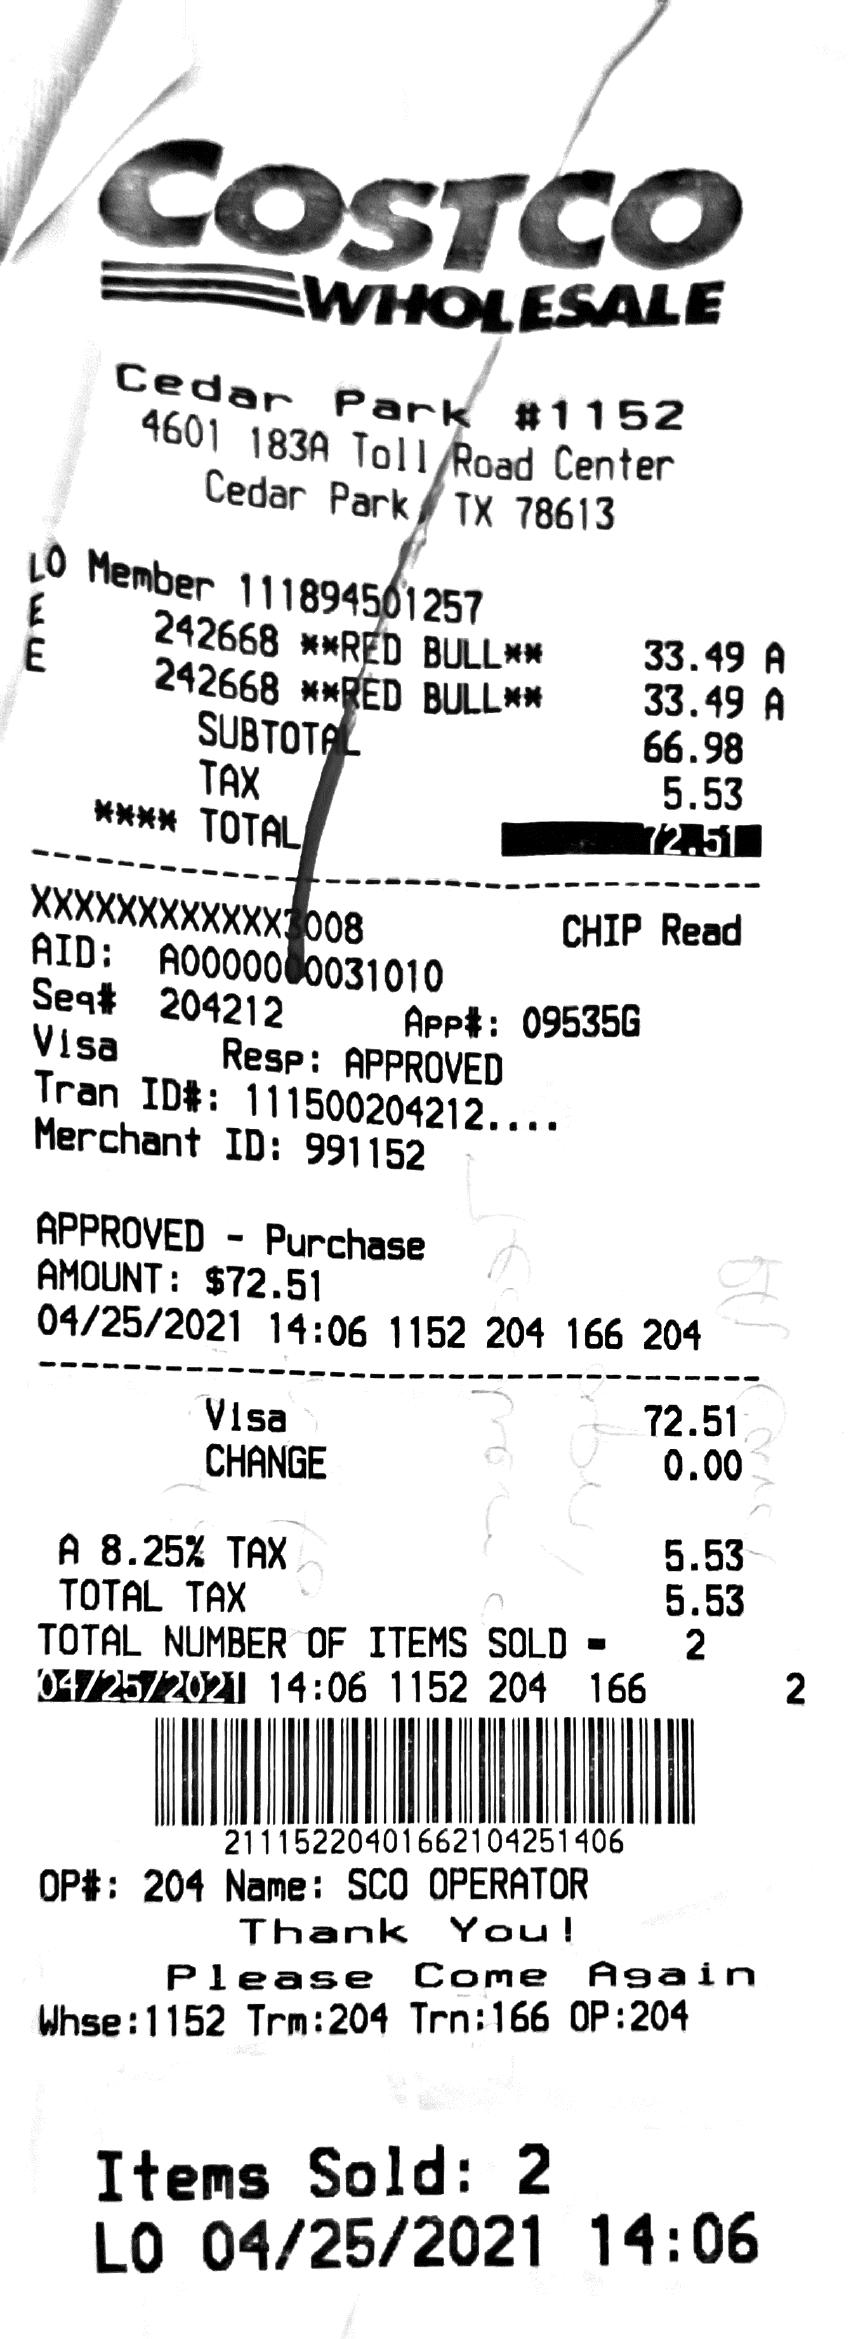 COSTCO
WHOLESALE
Cedar Park #1152
4601 183A Toll Road Center
Cedar Park, TX 78613
LO Member 111894501257
E 242668 **RED BULL** 33.49 A
E 242668 **RED BULL** 33.49 A
SUBTOTAL 66.98
TAX 5.53
**** TOTAL 72.51
XXXXXXXXXXXX3008 CHIP Read
AID: A0000000031010
Seq# 204212 App#: 09535G
Visa Resp: APPROVED
Tran ID#: 111500204212....
Merchant ID: 991152
APPROVED - Purchase
AMOUNT: $72.51
04/25/2021 14:06 1152 204 166 204
Visa 72.51
CHANGE 0.00
A 8.25% TAX 5.53
TOTAL TAX 5.53
TOTAL NUMBER OF ITEMS SOLD = 2
04/25/2021 14:06 1152 204 166 2
21115220401662104251406
OP#: 204 Name: SCO OPERATOR
Thank You!
Please Come Again
Whse:1152 Trm:204 Trn:166 OP:204
Items Sold: 2
LO 04/25/2021 14:06